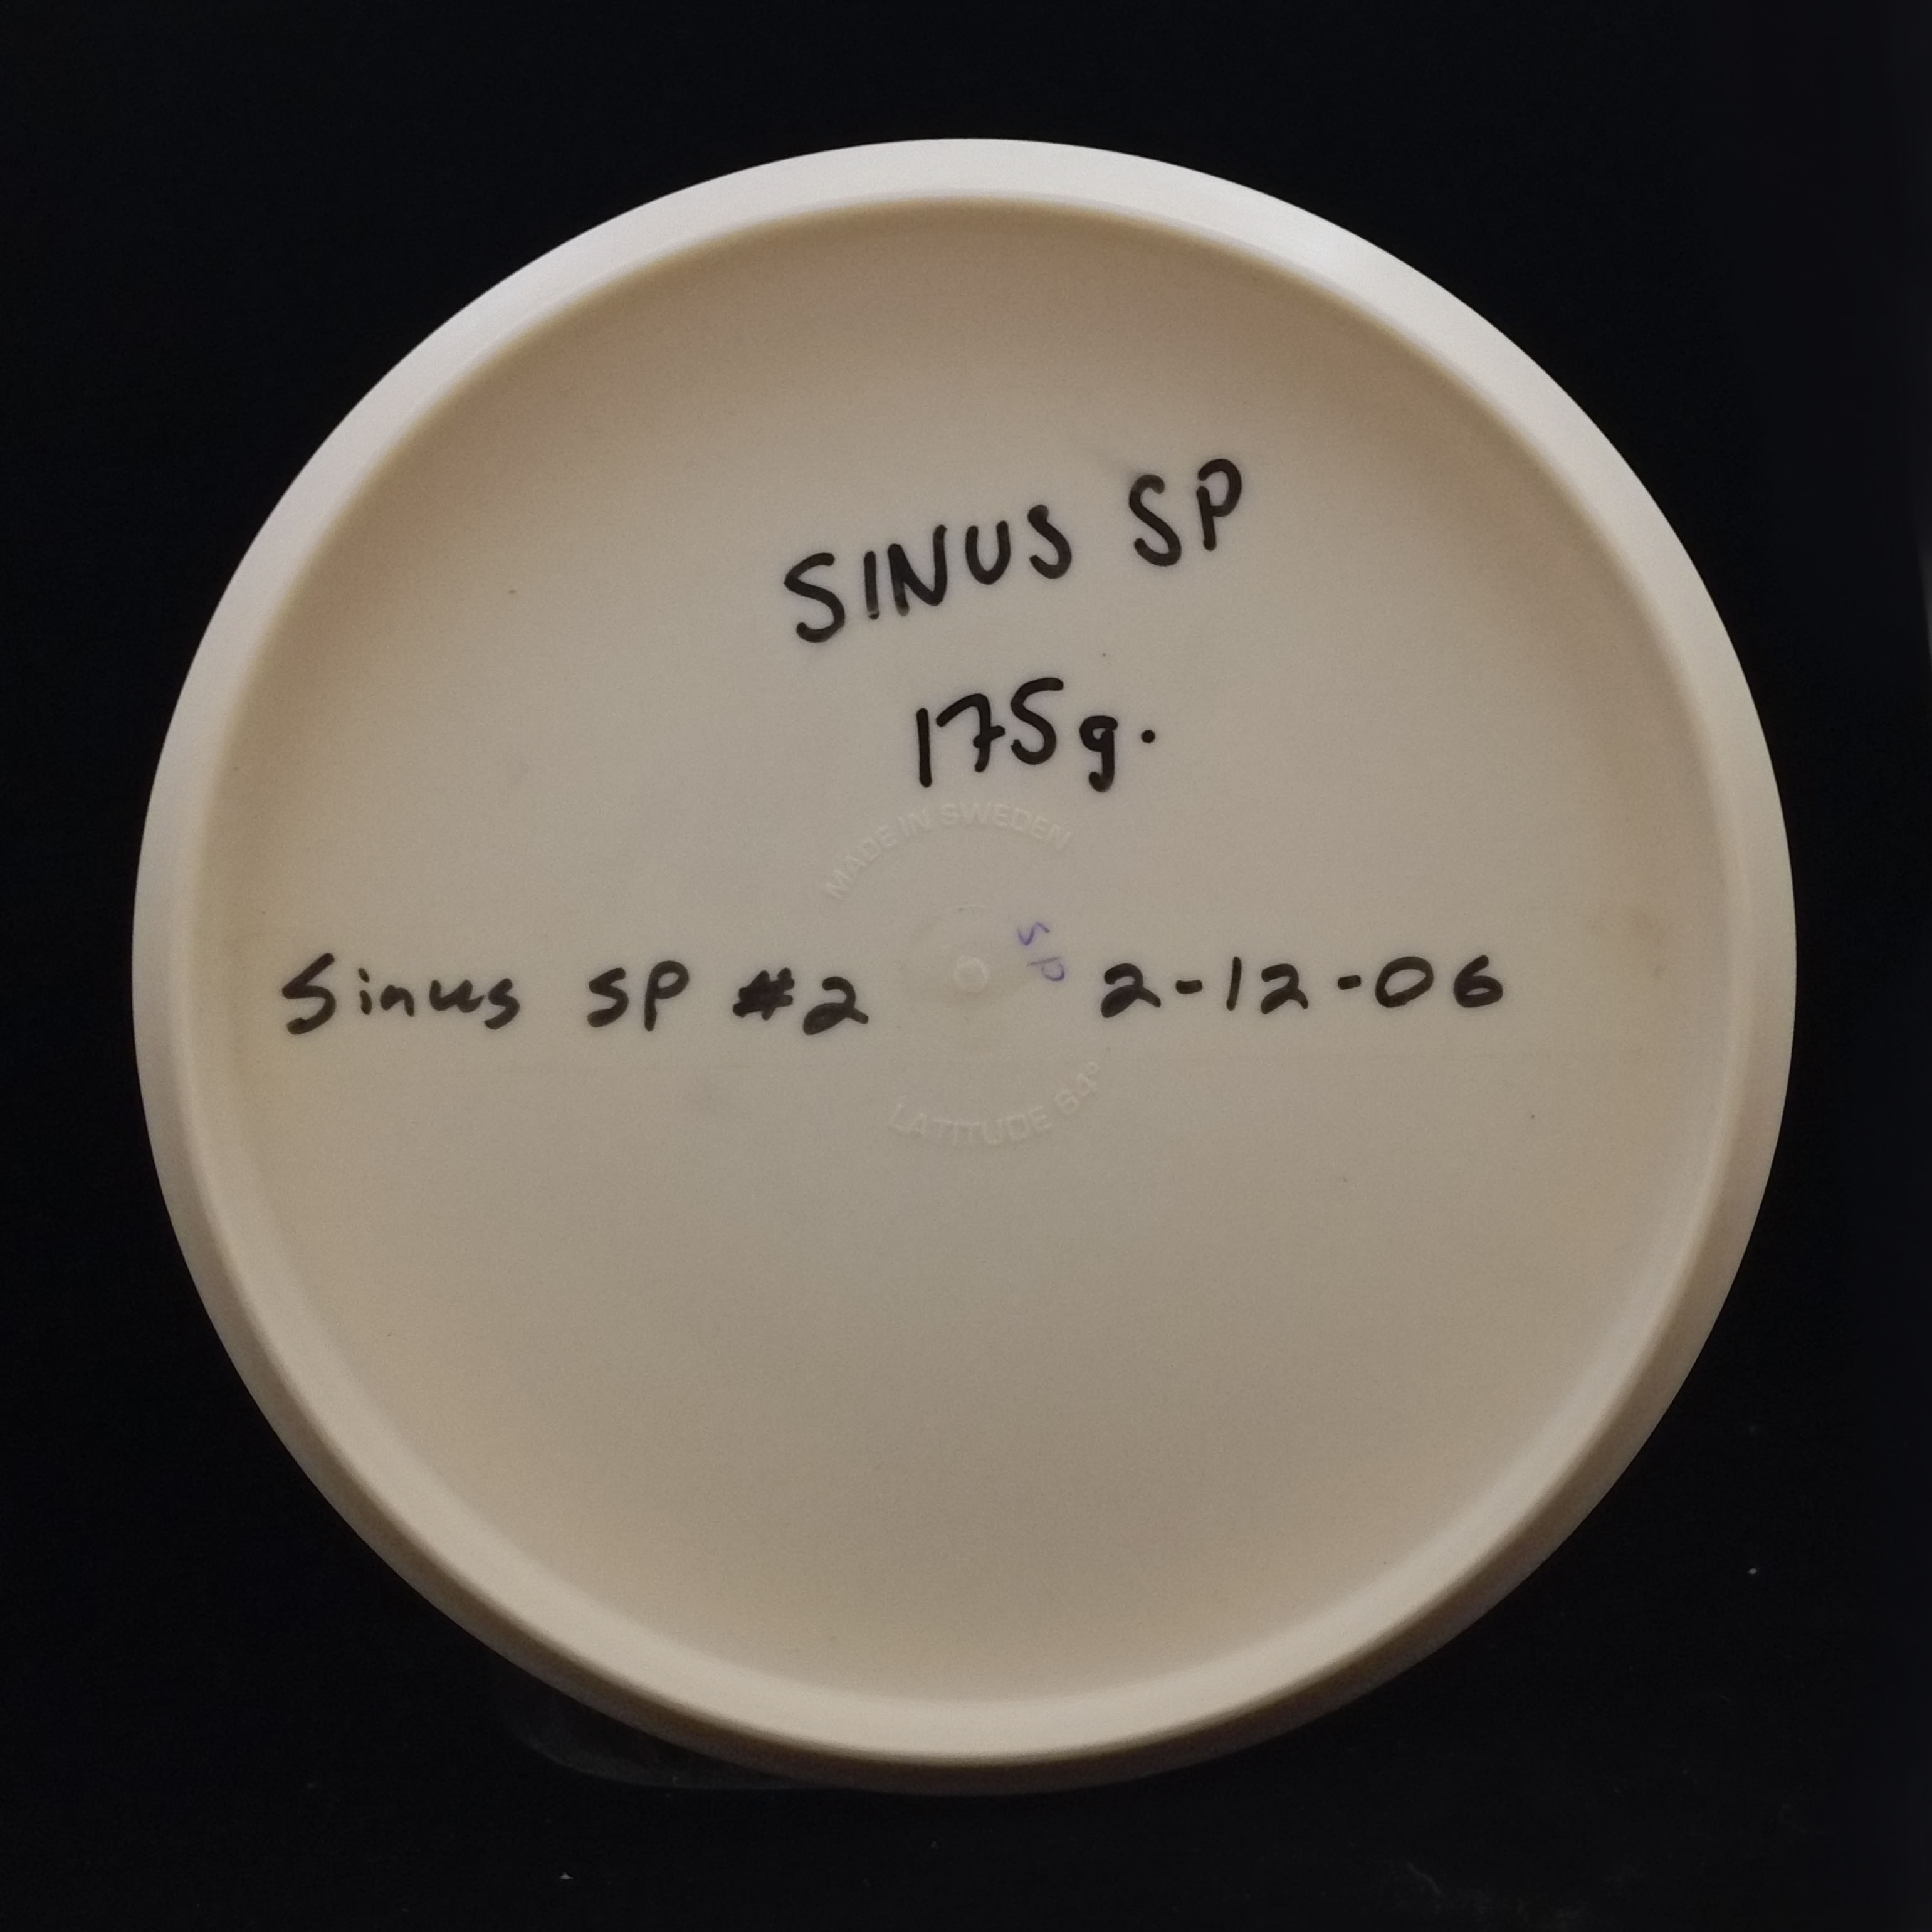 SINUS SP
175g.
MADE IN SWEDEN
sp
Sinus SP #2 2-12-06
LATITUDE 64°